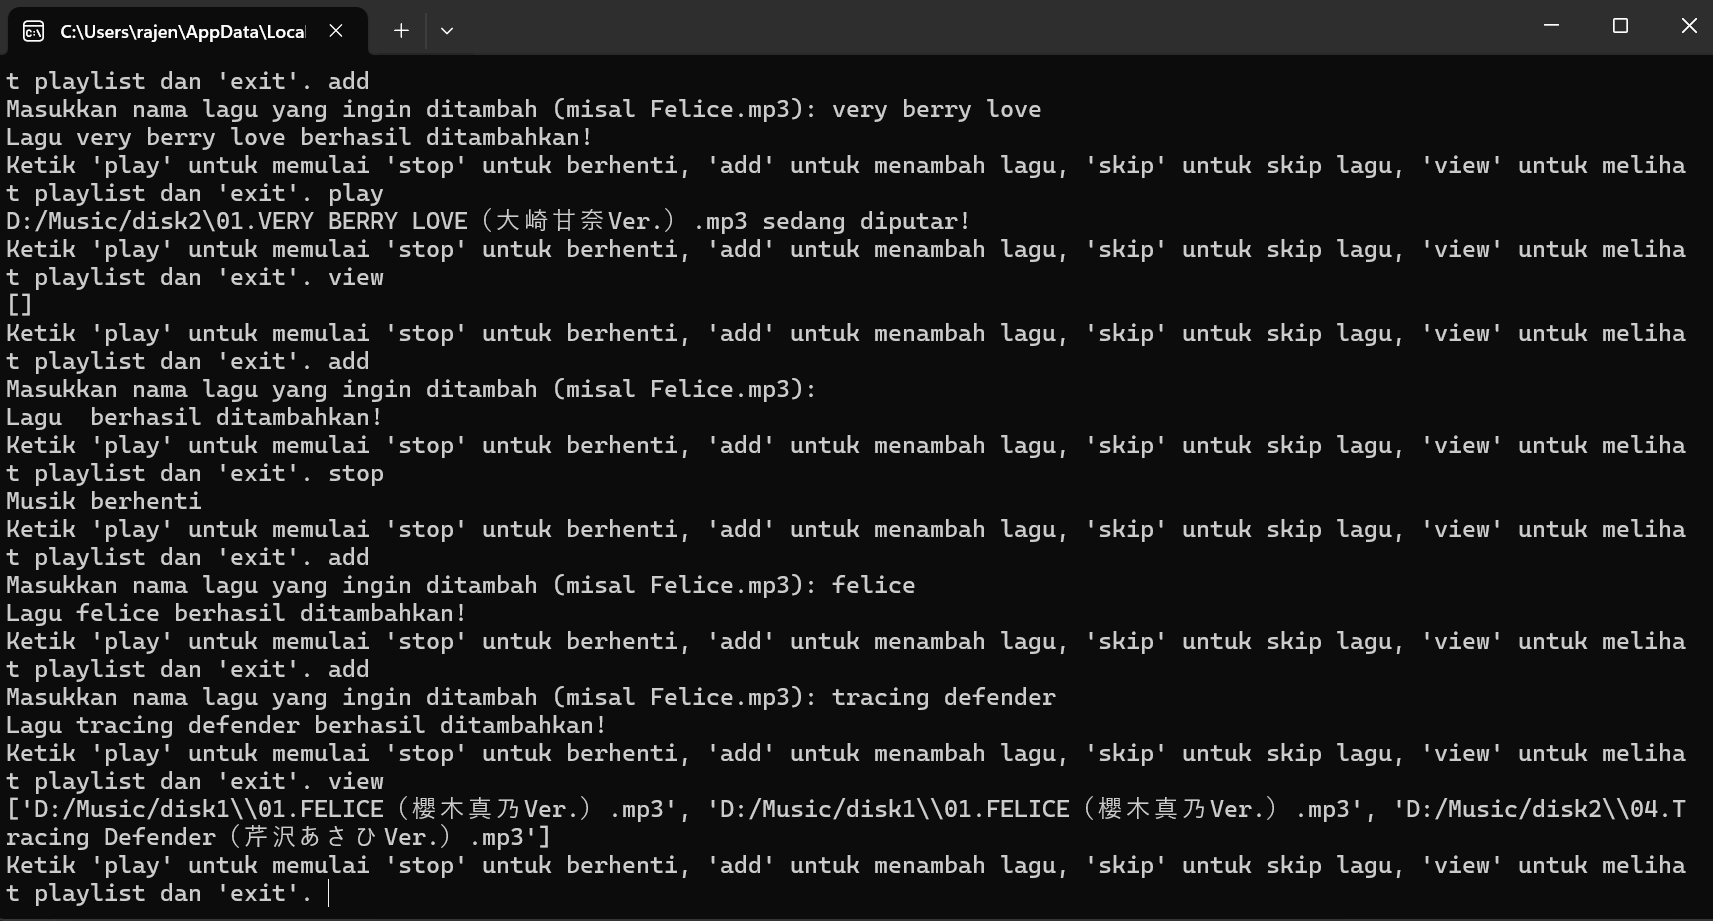 C:\Users\rajen\AppData\Loca
t playlist dan 'exit'. add
Masukkan nama lagu yang ingin ditambah (misal Felice.mp3): very berry love
Lagu very berry love berhasil ditambahkan!
Ketik 'play' untuk memulai 'stop' untuk berhenti, 'add' untuk menambah lagu, 'skip' untuk skip lagu, 'view' untuk meliha
t playlist dan 'exit'. play
D:/Music/disk2\01.VERY BERRY LOVE（大崎甘奈Ver.）.mp3 sedang diputar!
Ketik 'play' untuk memulai 'stop' untuk berhenti, 'add' untuk menambah lagu, 'skip' untuk skip lagu, 'view' untuk meliha
t playlist dan 'exit'. view
[]
Ketik 'play' untuk memulai 'stop' untuk berhenti, 'add' untuk menambah lagu, 'skip' untuk skip lagu, 'view' untuk meliha
t playlist dan 'exit'. add
Masukkan nama lagu yang ingin ditambah (misal Felice.mp3):
Lagu  berhasil ditambahkan!
Ketik 'play' untuk memulai 'stop' untuk berhenti, 'add' untuk menambah lagu, 'skip' untuk skip lagu, 'view' untuk meliha
t playlist dan 'exit'. stop
Musik berhenti
Ketik 'play' untuk memulai 'stop' untuk berhenti, 'add' untuk menambah lagu, 'skip' untuk skip lagu, 'view' untuk meliha
t playlist dan 'exit'. add
Masukkan nama lagu yang ingin ditambah (misal Felice.mp3): felice
Lagu felice berhasil ditambahkan!
Ketik 'play' untuk memulai 'stop' untuk berhenti, 'add' untuk menambah lagu, 'skip' untuk skip lagu, 'view' untuk meliha
t playlist dan 'exit'. add
Masukkan nama lagu yang ingin ditambah (misal Felice.mp3): tracing defender
Lagu tracing defender berhasil ditambahkan!
Ketik 'play' untuk memulai 'stop' untuk berhenti, 'add' untuk menambah lagu, 'skip' untuk skip lagu, 'view' untuk meliha
t playlist dan 'exit'. view
['D:/Music/disk1\\01.FELICE（櫻木真乃Ver.）.mp3', 'D:/Music/disk1\\01.FELICE（櫻木真乃Ver.）.mp3', 'D:/Music/disk2\\04.T
racing Defender（芹沢あさひVer.）.mp3']
Ketik 'play' untuk memulai 'stop' untuk berhenti, 'add' untuk menambah lagu, 'skip' untuk skip lagu, 'view' untuk meliha
t playlist dan 'exit'.